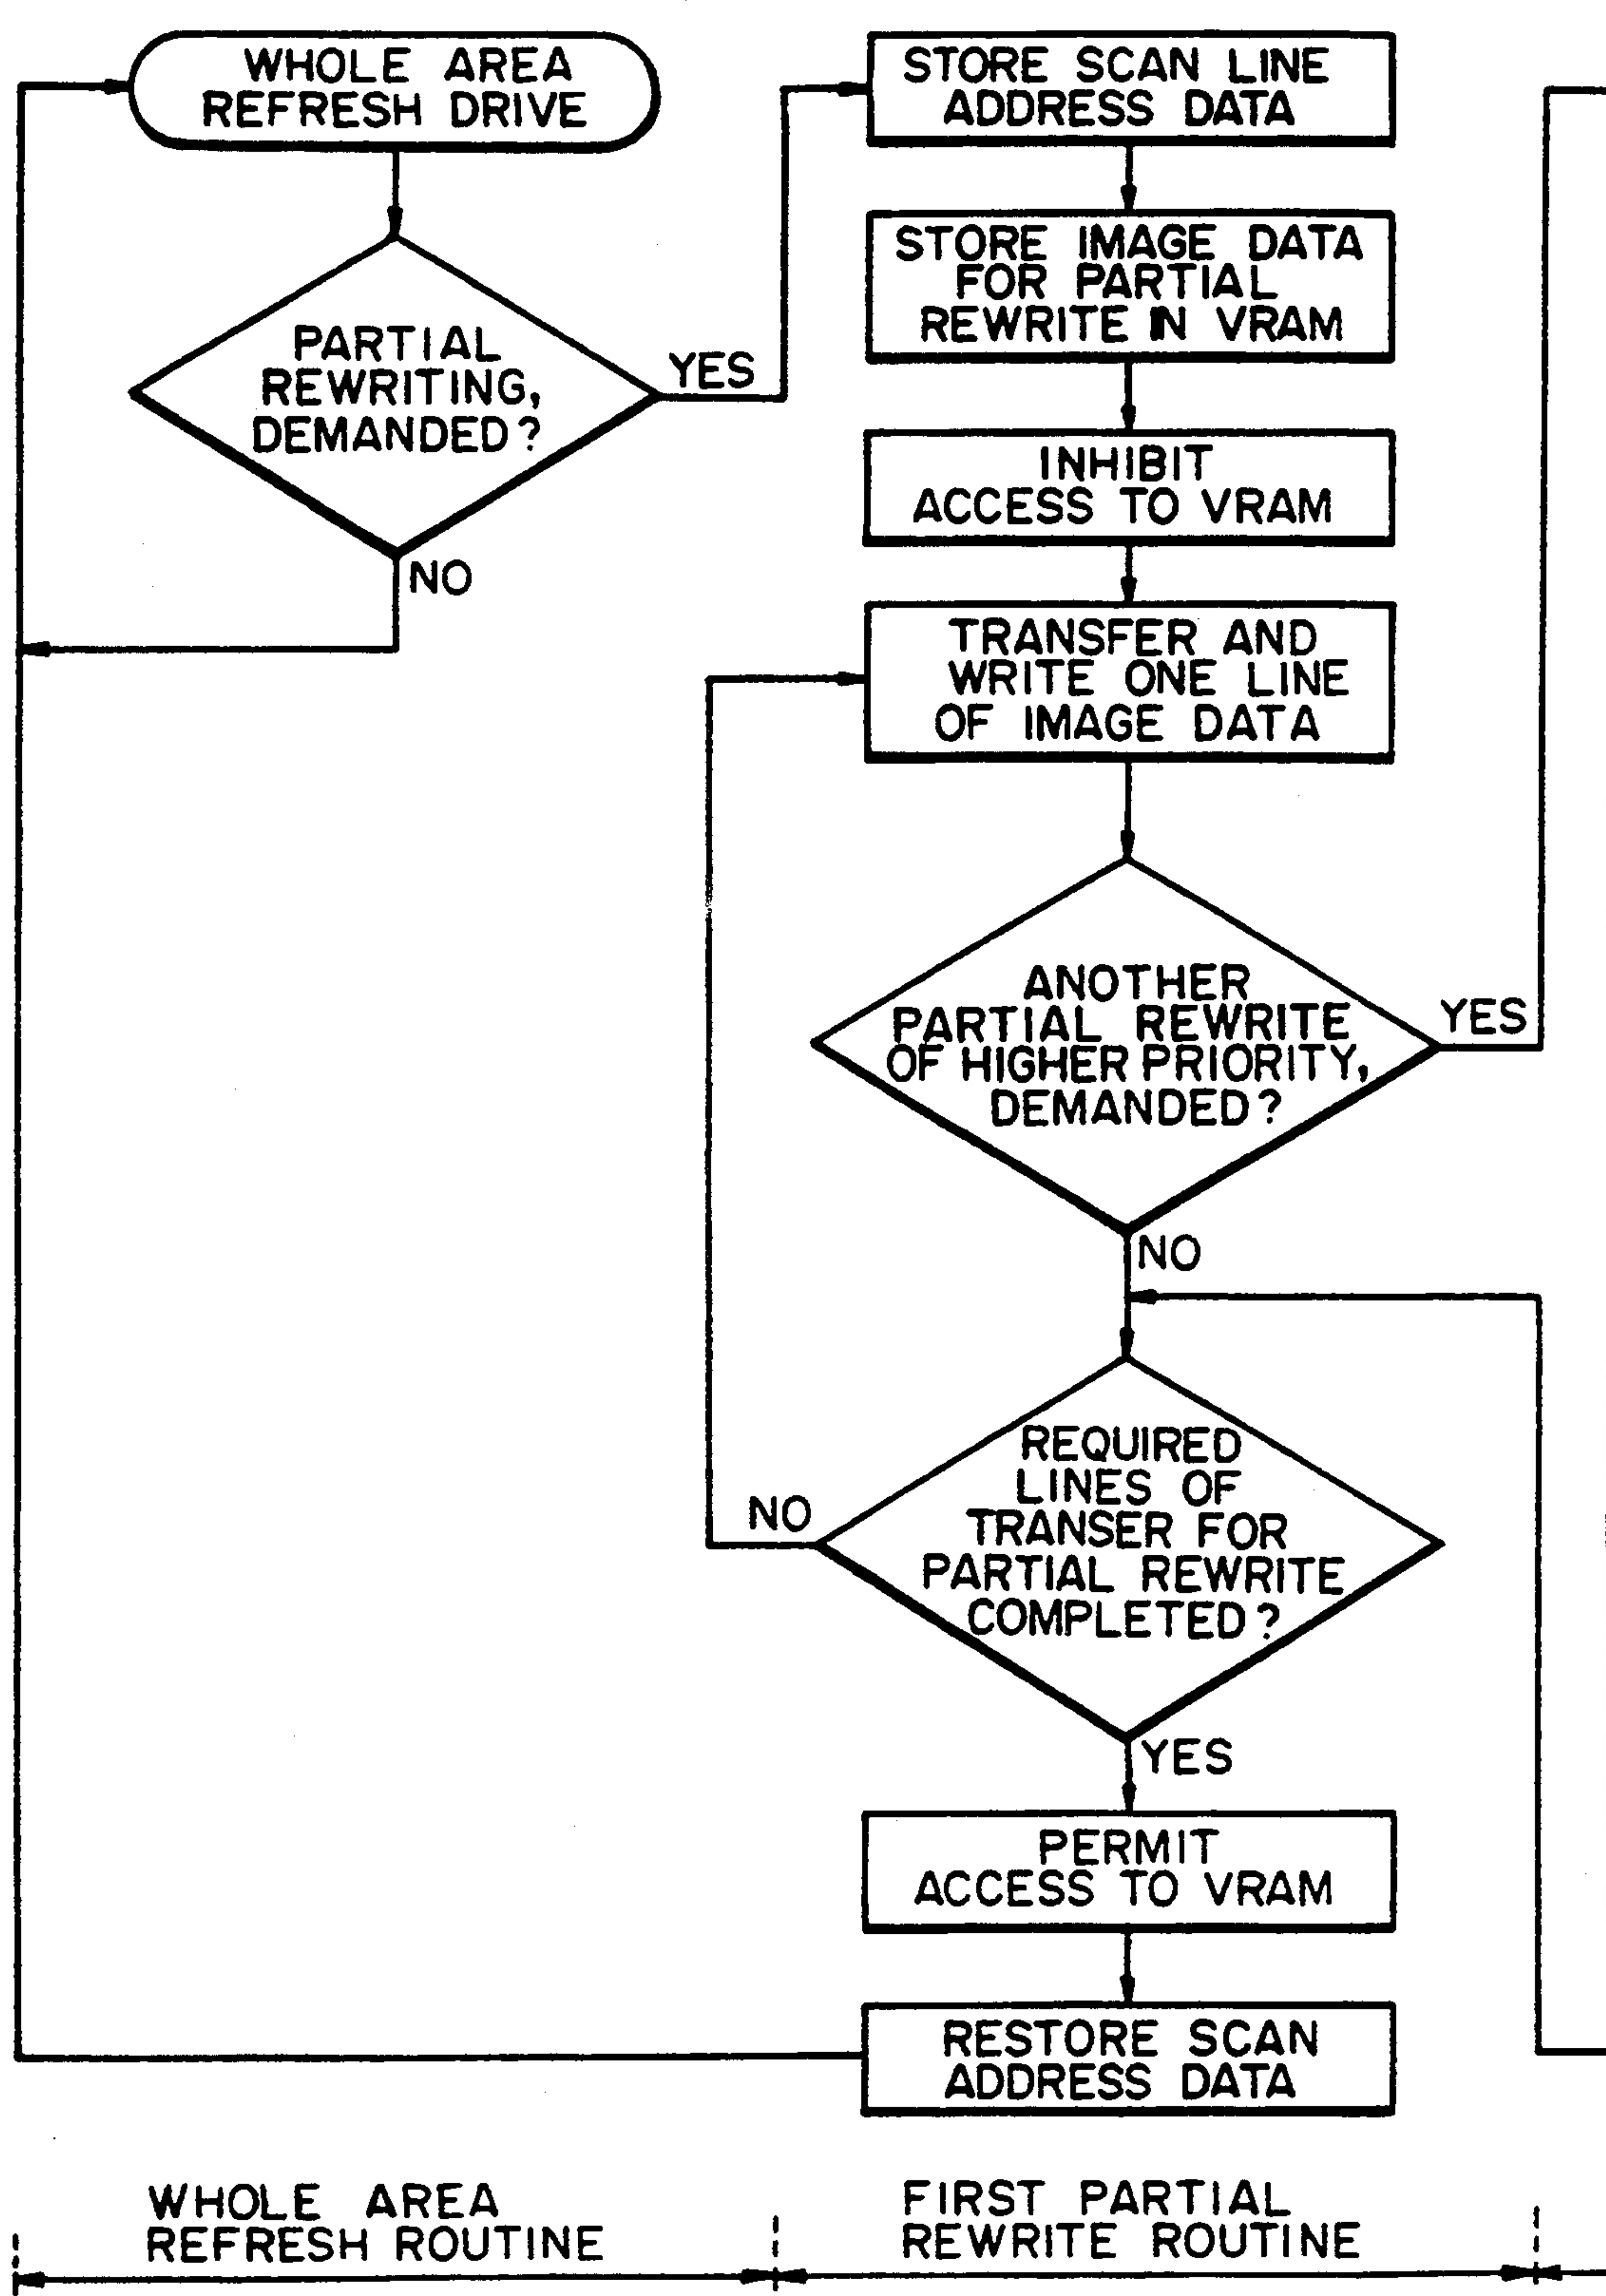 WHOLE AREA
REFRESH DRIVE
PARTIAL
REWRITING,
DEMANDED?
YES
NO
STORE SCAN LINE
ADDRESS DATA
STORE IMAGE DATA
FOR PARTIAL
REWRITE IN VRAM
INHIBIT
ACCESS TO VRAM
TRANSFER AND
WRITE ONE LINE
OF IMAGE DATA
ANOTHER
PARTIAL REWRITE
OF HIGHER PRIORITY,
DEMANDED?
YES
NO
REQUIRED
LINES OF
TRANSER FOR
PARTIAL REWRITE
COMPLETED?
NO
YES
PERMIT
ACCESS TO VRAM
RESTORE SCAN
ADDRESS DATA
WHOLE AREA
REFRESH ROUTINE
FIRST PARTIAL
REWRITE ROUTINE